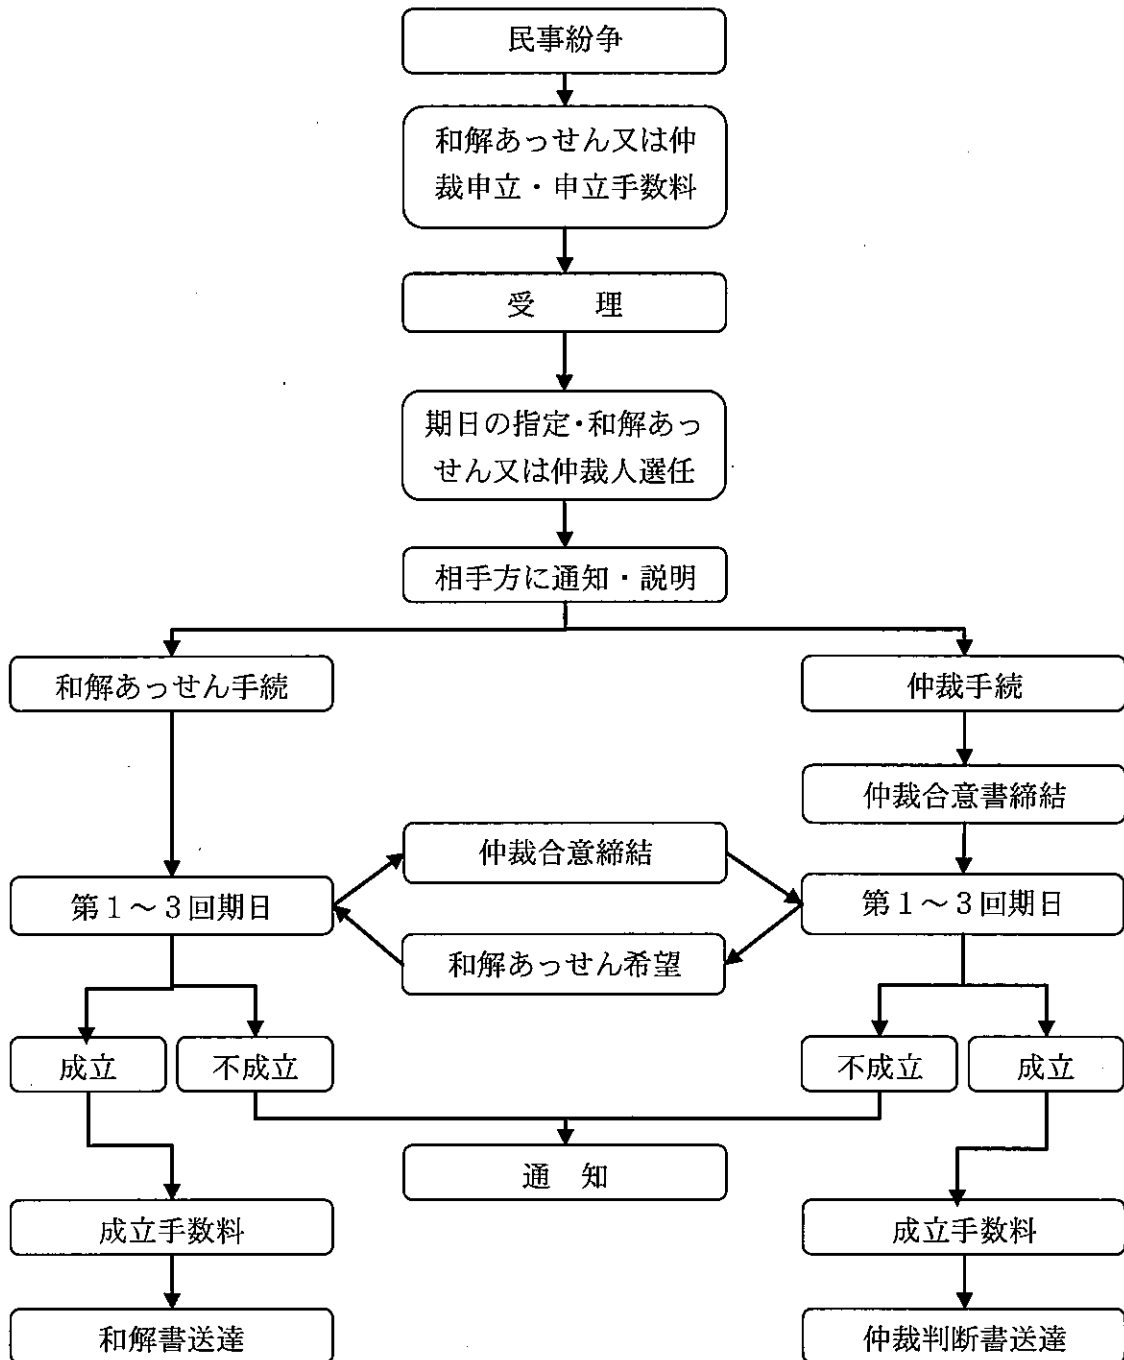 民事紛争
和解あっせん又は仲
裁申立・申立手数料
受　　理
期日の指定・和解あっ
せん又は仲裁人選任
相手方に通知・説明
和解あっせん手続
仲裁手続
仲裁合意書締結
仲裁合意締結
第１～３回期日
第１～３回期日
和解あっせん希望
成立
不成立
不成立
成立
通　知
成立手数料
成立手数料
和解書送達
仲裁判断書送達